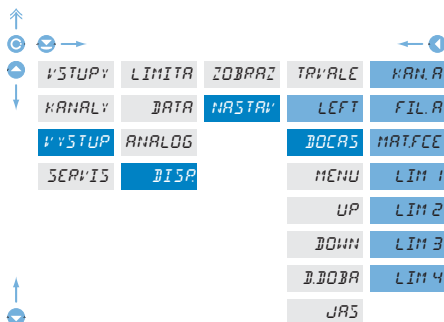 VSTUPY LIMITA ZOBRAZ TRVALE KAN. A
KANALY DATA NASTAV LEFT FIL. A
VYSTUP ANALOG DOCAS MAT.FCE
SERVIS DISP. MENU LIM 1
UP LIM 2
DOWN LIM 3
D.DOBA LIM 4
JAS